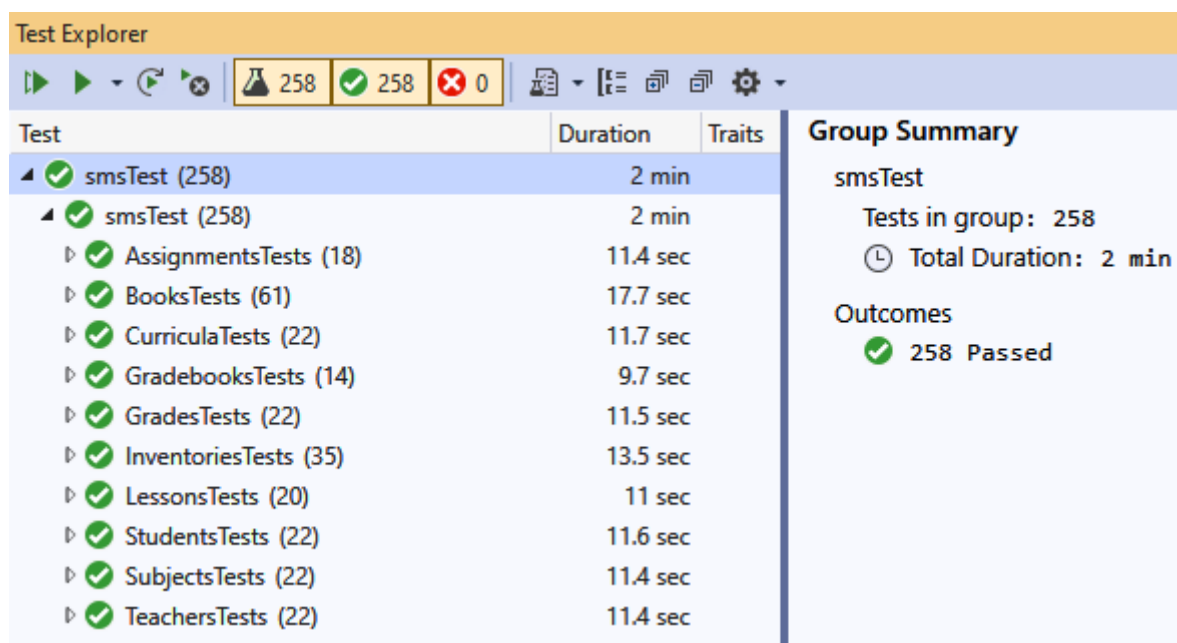 Test Explorer
258 258 0
Test Duration Traits
smsTest (258) 2 min
smsTest (258) 2 min
AssignmentsTests (18) 11.4 sec
BooksTests (61) 17.7 sec
CurriculaTests (22) 11.7 sec
GradebooksTests (14) 9.7 sec
GradesTests (22) 11.5 sec
InventoriesTests (35) 13.5 sec
LessonsTests (20) 11 sec
StudentsTests (22) 11.6 sec
SubjectsTests (22) 11.4 sec
TeachersTests (22) 11.4 sec
Group Summary
smsTest
Tests in group: 258
Total Duration: 2 min
Outcomes
258 Passed